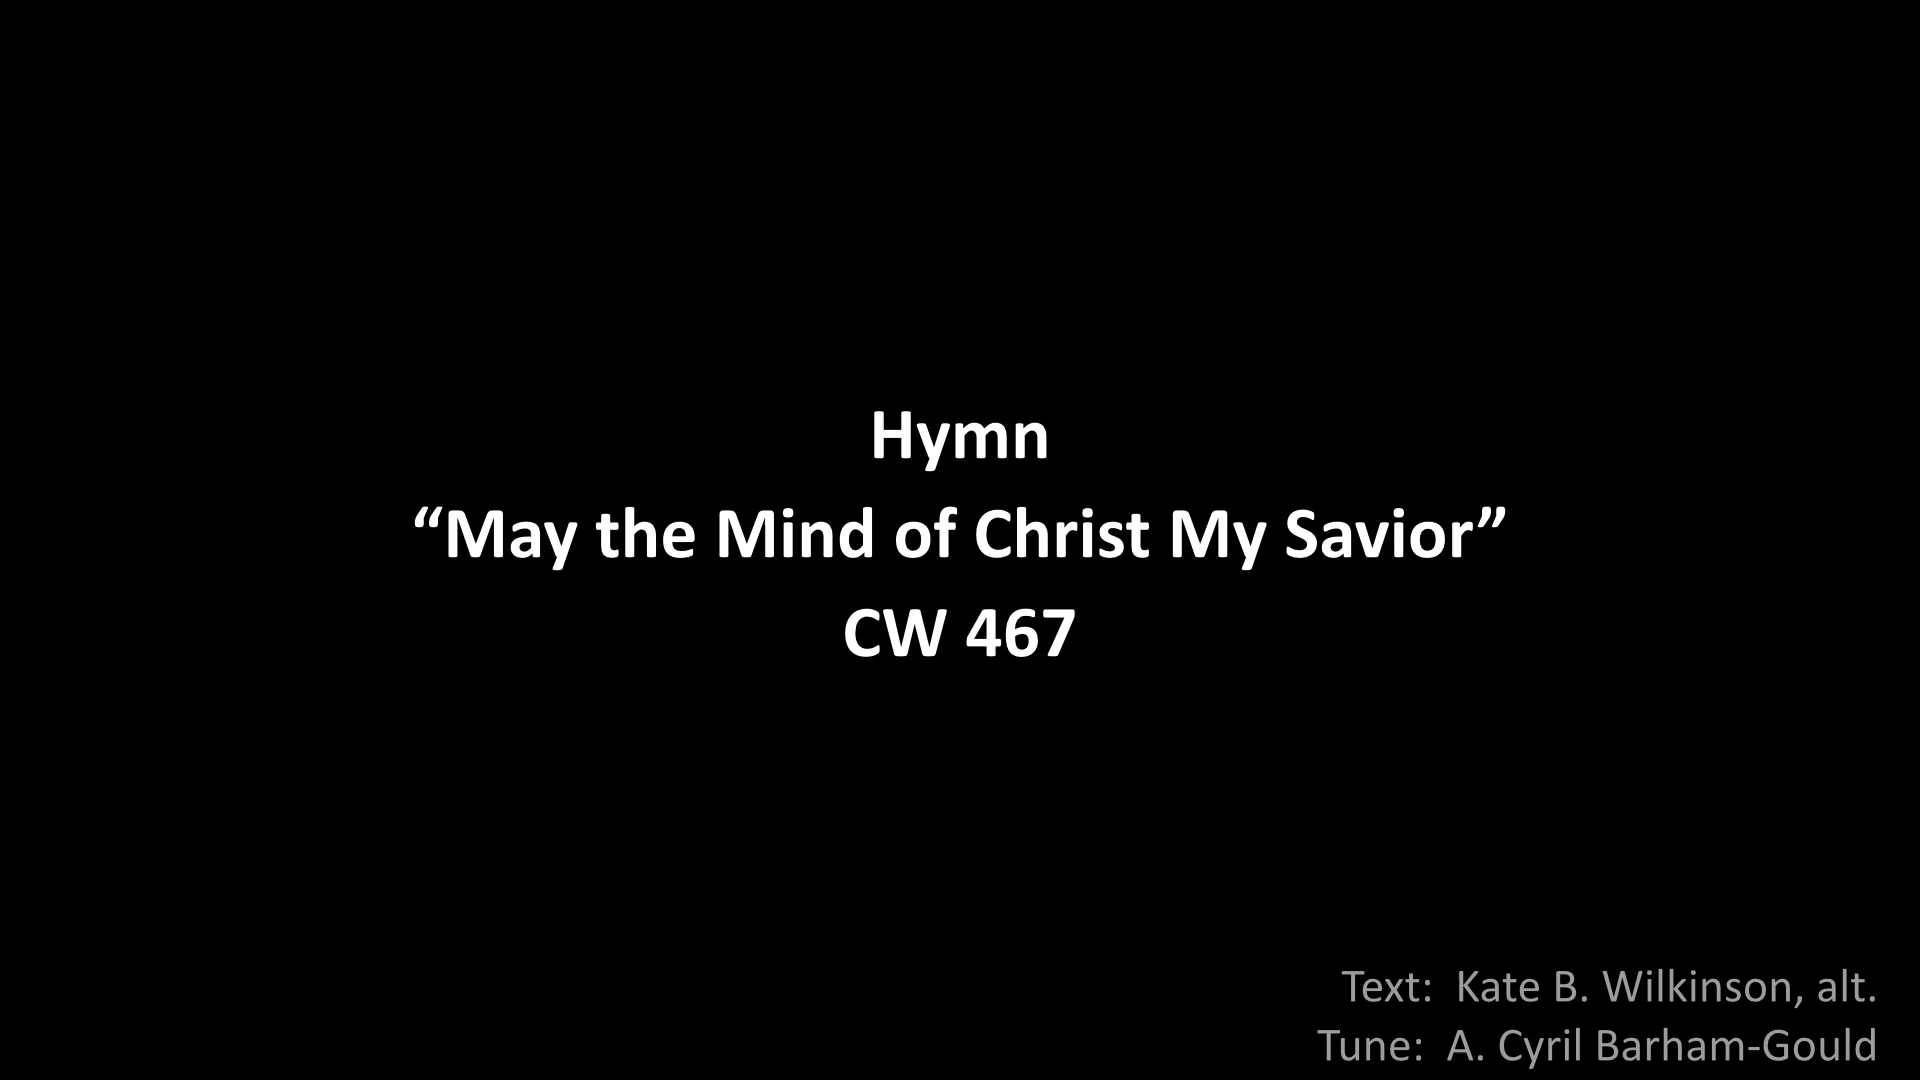 Hymn
“May the Mind of Christ My Savior”
CW 467
Text:  Kate B. Wilkinson, alt.
Tune:  A. Cyril Barham-Gould